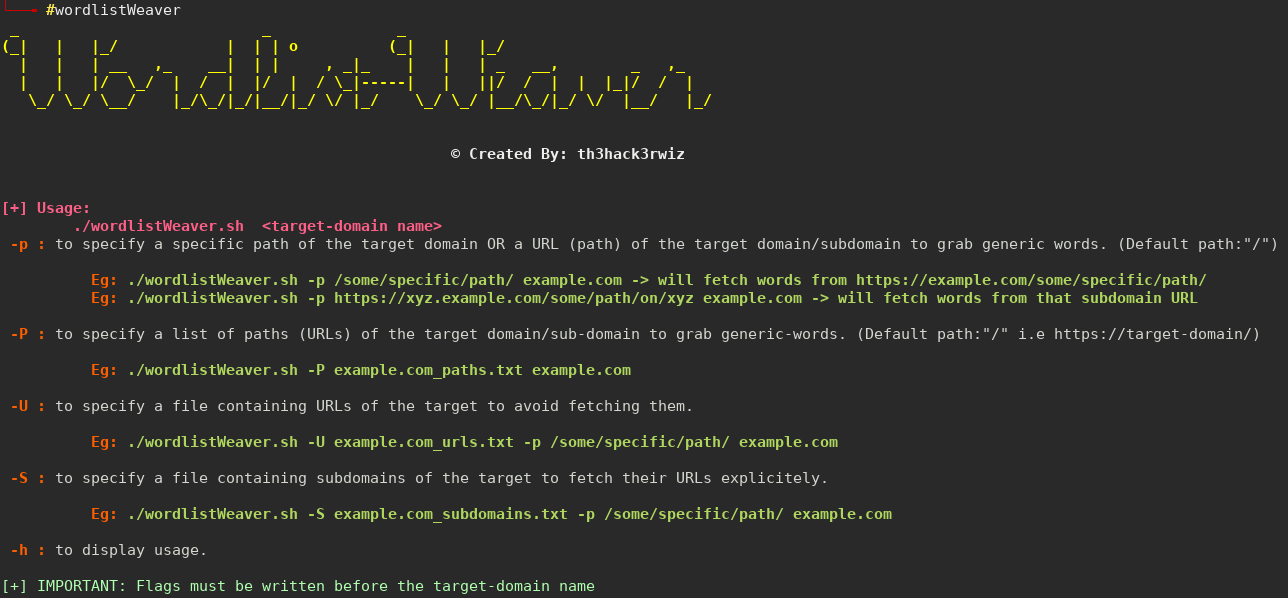 #wordlistWeaver
Wordlist-Weaver
© Created By: th3hack3rwiz
[+] Usage:
./wordlistWeaver.sh  <target-domain name>
-p : to specify a specific path of the target domain OR a URL (path) of the target domain/subdomain to grab generic words. (Default path:"/")
Eg: ./wordlistWeaver.sh -p /some/specific/path/ example.com -> will fetch words from https://example.com/some/specific/path/
Eg: ./wordlistWeaver.sh -p https://xyz.example.com/some/path/on/xyz example.com -> will fetch words from that subdomain URL
-P : to specify a list of paths (URLs) of the target domain/sub-domain to grab generic-words. (Default path:"/" i.e https://target-domain/)
Eg: ./wordlistWeaver.sh -P example.com_paths.txt example.com
-U : to specify a file containing URLs of the target to avoid fetching them.
Eg: ./wordlistWeaver.sh -U example.com_urls.txt -p /some/specific/path/ example.com
-S : to specify a file containing subdomains of the target to fetch their URLs explicitely.
Eg: ./wordlistWeaver.sh -S example.com_subdomains.txt -p /some/specific/path/ example.com
-h : to display usage.
[+] IMPORTANT: Flags must be written before the target-domain name